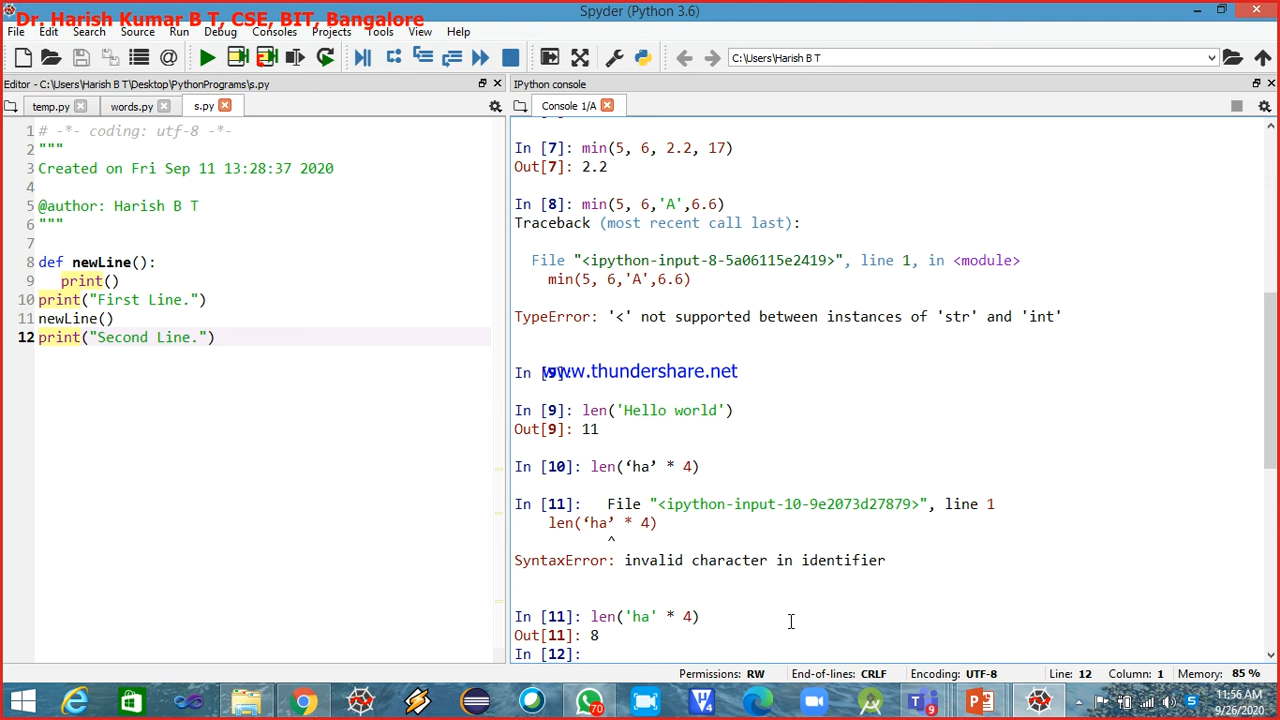 Dr. Harish Kumar B T, CSE, BIT, Bangalore
Spyder (Python 3.6)
File Edit Search Source Run Debug Consoles Projects Tools View Help
C:\Users\Harish B T
Editor - C:\Users\Harish B T\Desktop\PythonPrograms\s.py
temp.py words.py s.py
1 # -*- coding: utf-8 -*-
2 """
3 Created on Fri Sep 11 13:28:37 2020
4
5 @author: Harish B T
6 """
7
8 def newLine():
9 print()
10 print("First Line.")
11 newLine()
12 print("Second Line.")
IPython console
Console 1/A
In [7]: min(5, 6, 2.2, 17)
Out[7]: 2.2
In [8]: min(5, 6,'A',6.6)
Traceback (most recent call last):
File "<ipython-input-8-5a06115e2419>", line 1, in <module>
min(5, 6,'A',6.6)
TypeError: '<' not supported between instances of 'str' and 'int'
In [9]:
www.thundershare.net
In [9]: len('Hello world')
Out[9]: 11
In [10]: len(‘ha’ * 4)
In [11]: File "<ipython-input-10-9e2073d27879>", line 1
len(‘ha’ * 4)
^
SyntaxError: invalid character in identifier
In [11]: len('ha' * 4)
Out[11]: 8
In [12]:
Permissions: RW End-of-lines: CRLF Encoding: UTF-8 Line: 12 Column: 1 Memory: 85 %
70
9
11:56 AM
9/26/2020